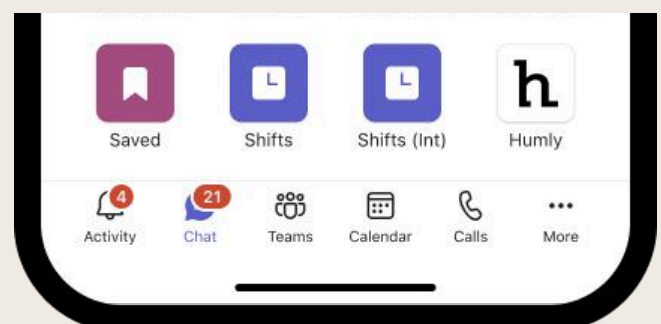 Saved Shifts Shifts (Int) Humly
4 21
Activity Chat Teams Calendar Calls More